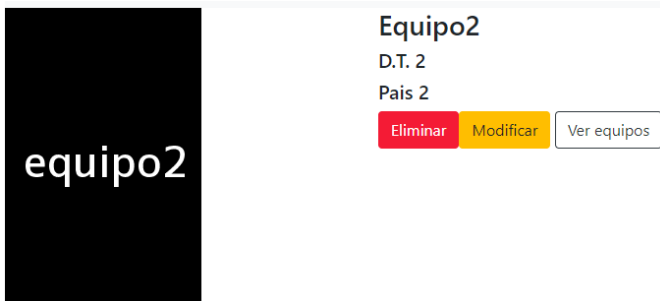 equipo2
Equipo2
D.T. 2
Pais 2
Eliminar Modificar Ver equipos